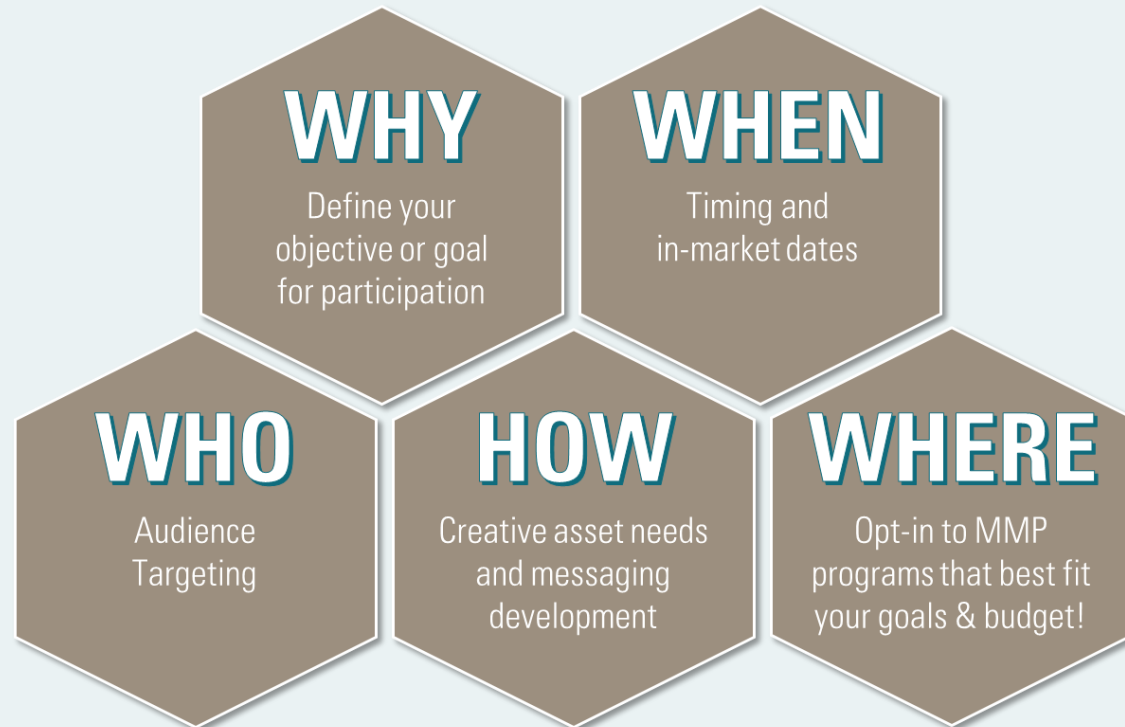 WHY
Define your
objective or goal
for participation
WHEN
Timing and
in-market dates
WHO
Audience
Targeting
HOW
Creative asset needs
and messaging
development
WHERE
Opt-in to MMP
programs that best fit
your goals & budget!